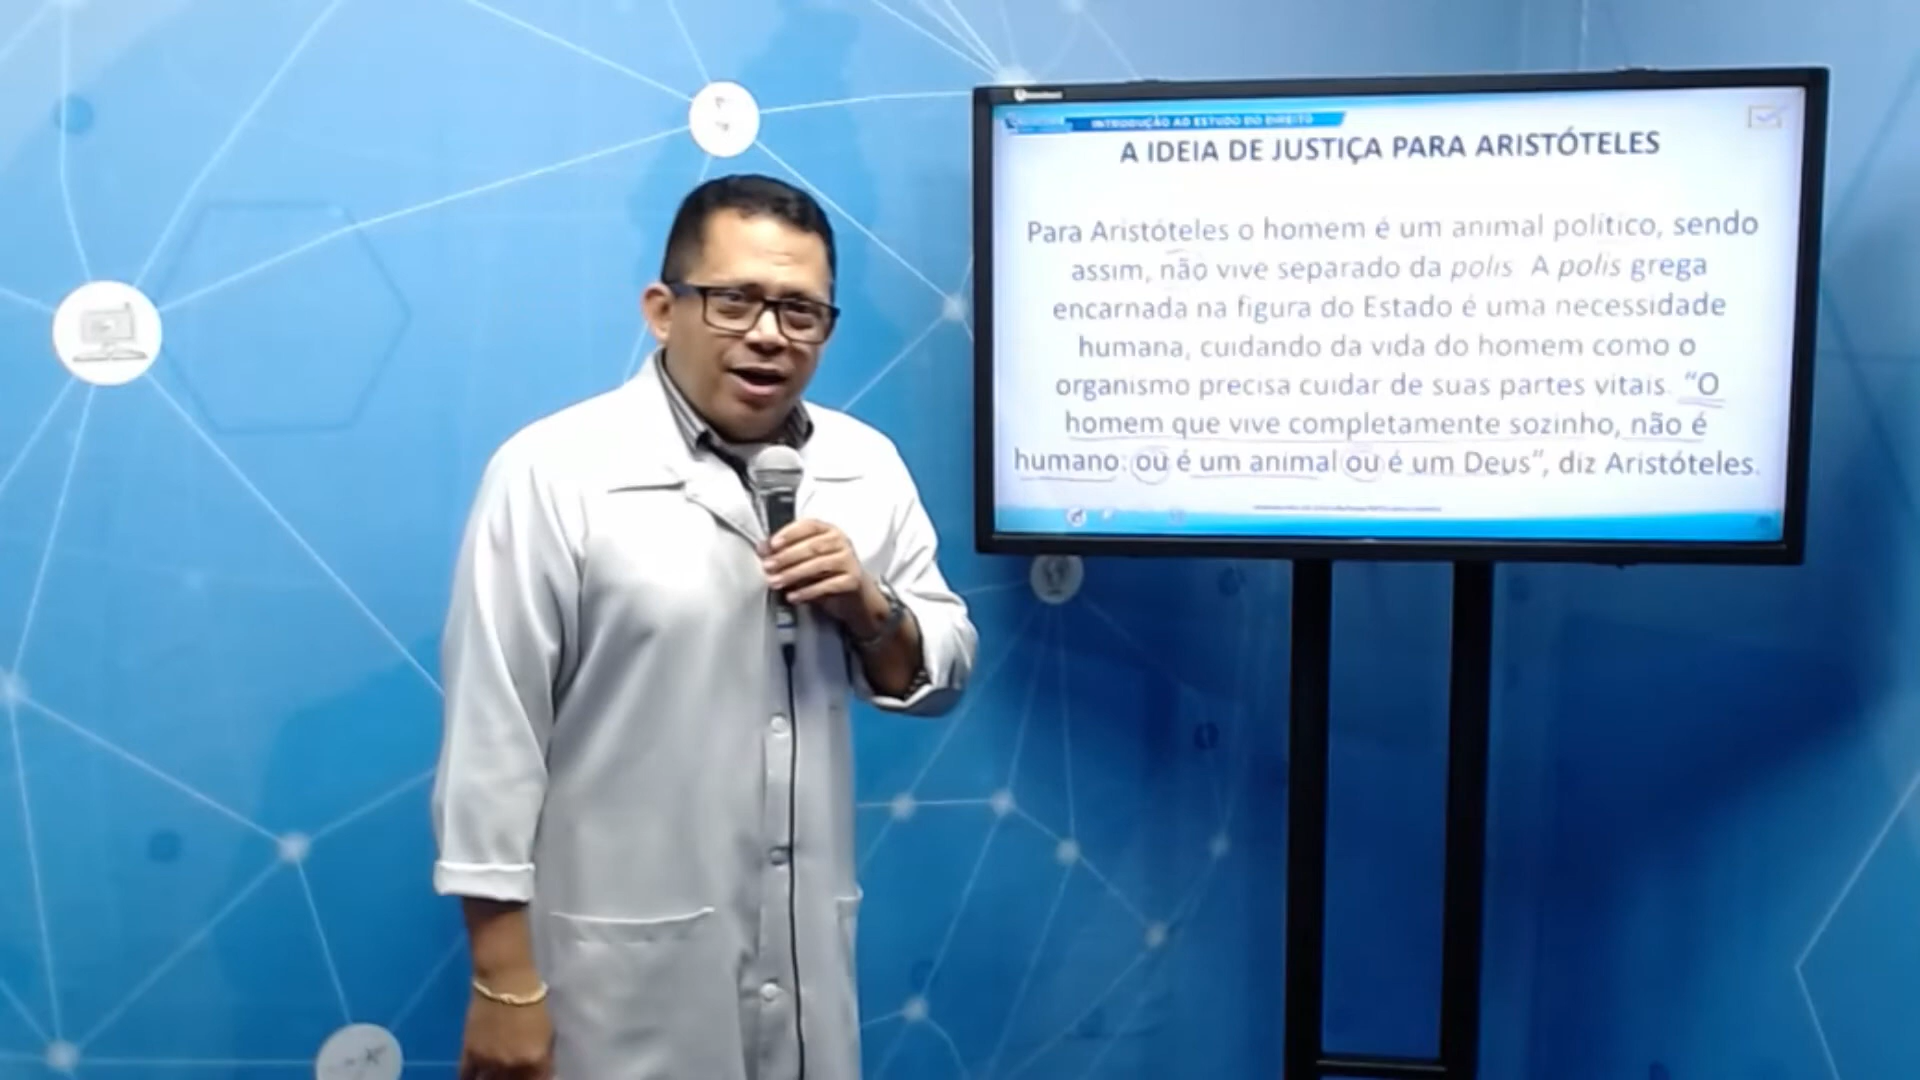 INTRODUÇÃO AO ESTUDO DO DIREITO
A IDEIA DE JUSTIÇA PARA ARISTÓTELES
Para Aristóteles o homem é um animal político, sendo
assim, não vive separado da polis A polis grega
encarnada na figura do Estado é uma necessidade
humana, cuidando da vida do homem como o
organismo precisa cuidar de suas partes vitais. “O
homem que vive completamente sozinho, não é
humano: ou é um animal ou é um Deus“, diz Aristóteles.